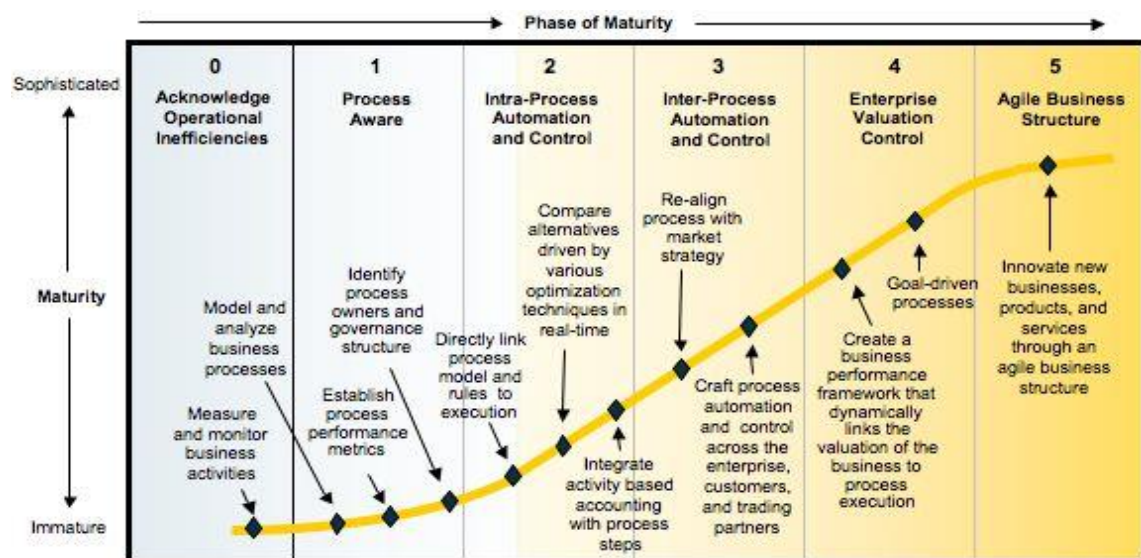 Phase of Maturity
0
Acknowledge
Operational
Inefficiencies
1
Process
Aware
2
Intra-Process
Automation
and Control
3
Inter-Process
Automation
and Control
4
Enterprise
Valuation
Control
5
Agile Business
Structure
Sophisticated
Maturity
Immature
Measure
and monitor
business
activities
Model and
analyze
business
processes
Establish
process
performance
metrics
Identify
process
owners and
governance
structure
Directly link
process
model and
rules to
execution
Compare
alternatives
driven by
various
optimization
techniques in
real-time
Integrate
activity based
accounting
with process
steps
Re-align
process with
market
strategy
Craft process
automation
and control
across the
enterprise,
customers,
and trading
partners
Create a
business
performance
framework that
dynamically
links the
valuation of the
business to
process
execution
Goal-driven
processes
Innovate new
businesses,
products, and
services
through an
agile business
structure